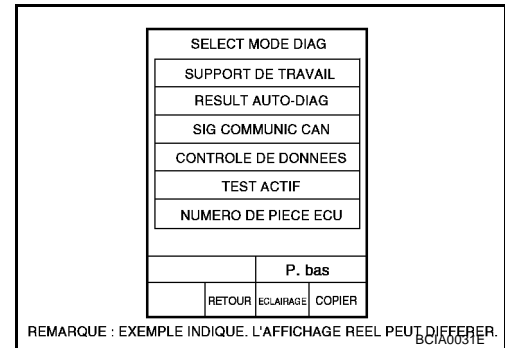 SELECT MODE DIAG
SUPPORT DE TRAVAIL
RESULT AUTO-DIAG
SIG COMMUNIC CAN
CONTROLE DE DONNEES
TEST ACTIF
NUMERO DE PIECE ECU
P. bas
RETOUR ECLAIRAGE COPIER
REMARQUE : EXEMPLE INDIQUE. L'AFFICHAGE REEL PEUT DIFFERER.
BCIA0031E